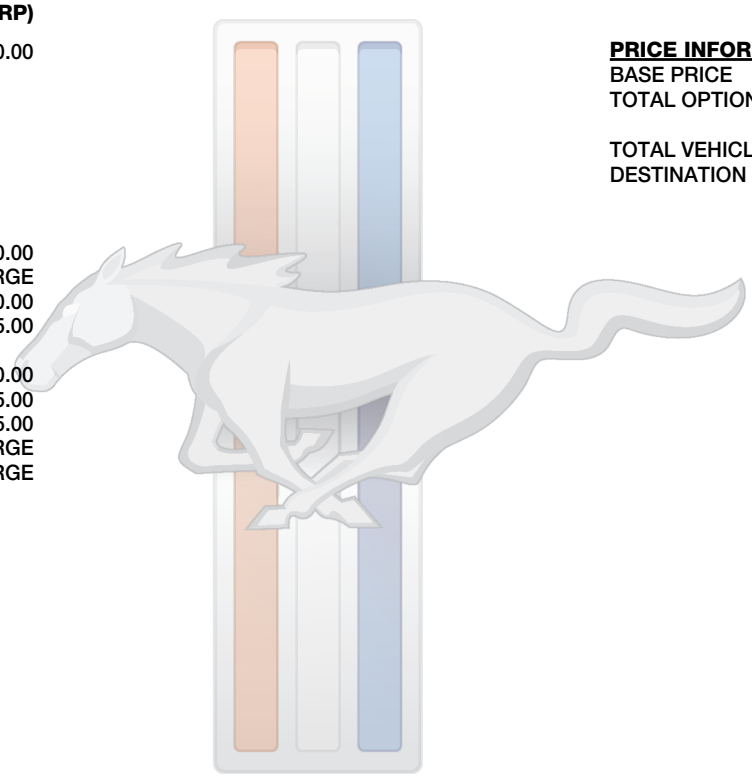 RP)
0.00
0.00
RGE
0.00
5.00
0.00
5.00
5.00
RGE
RGE
PRICE INFOR
BASE PRICE
TOTAL OPTION
TOTAL VEHICL
DESTINATION